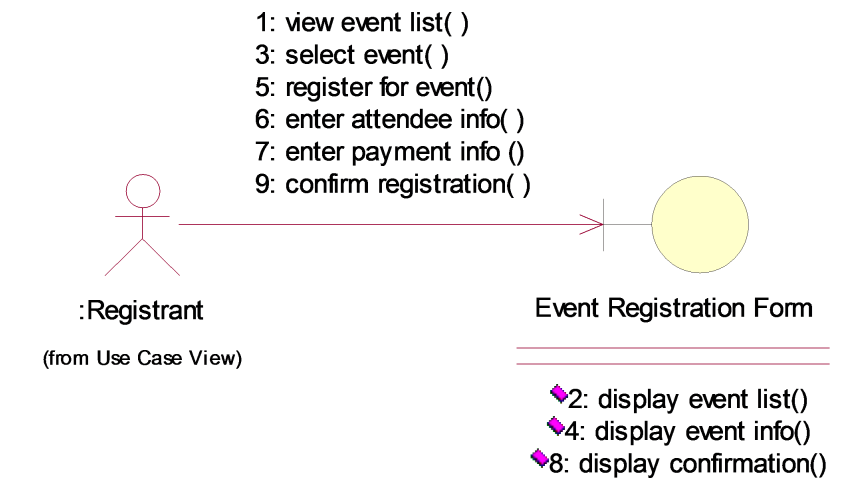 1: view event list( )
3: select event( )
5: register for event()
6: enter attendee info( )
7: enter payment info ()
9: confirm registration( )
:Registrant
(from Use Case View)
Event Registration Form
2: display event list()
4: display event info()
8: display confirmation()